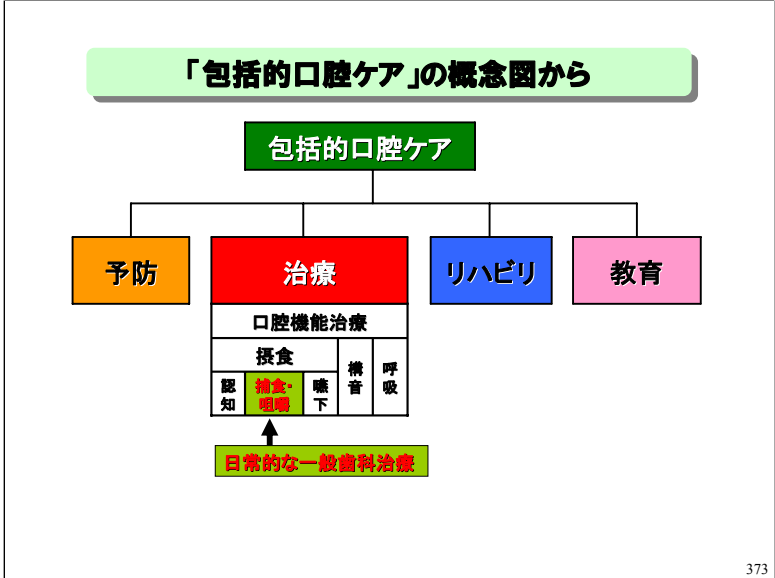 「包括的口腔ケア」の概念図から
包括的口腔ケア
予防
治療
リハビリ
教育
口腔機能治療
摂食
構音
呼吸
認知
捕食・
咀嚼
嚥下
日常的な一般歯科治療
373